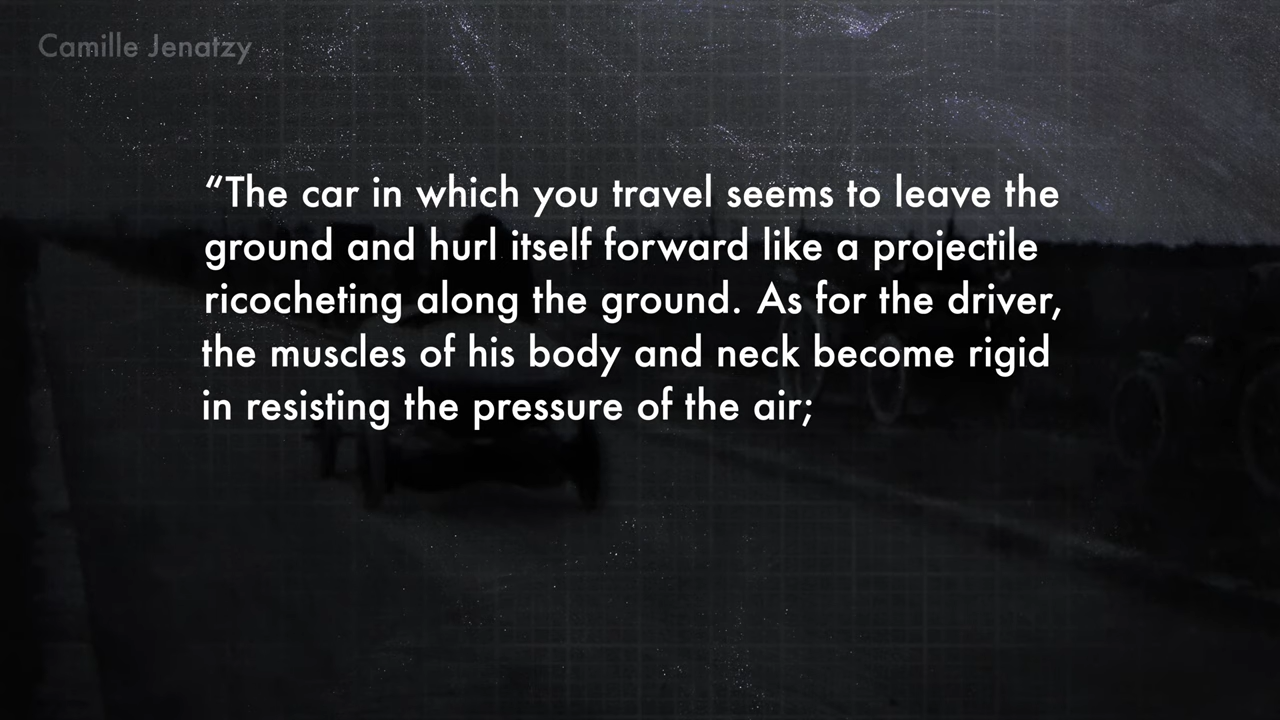 Camille Jenatzy
“The car in which you travel seems to leave the
ground and hurl itself forward like a projectile
ricocheting along the ground. As for the driver,
the muscles of his body and neck become rigid
in resisting the pressure of the air;